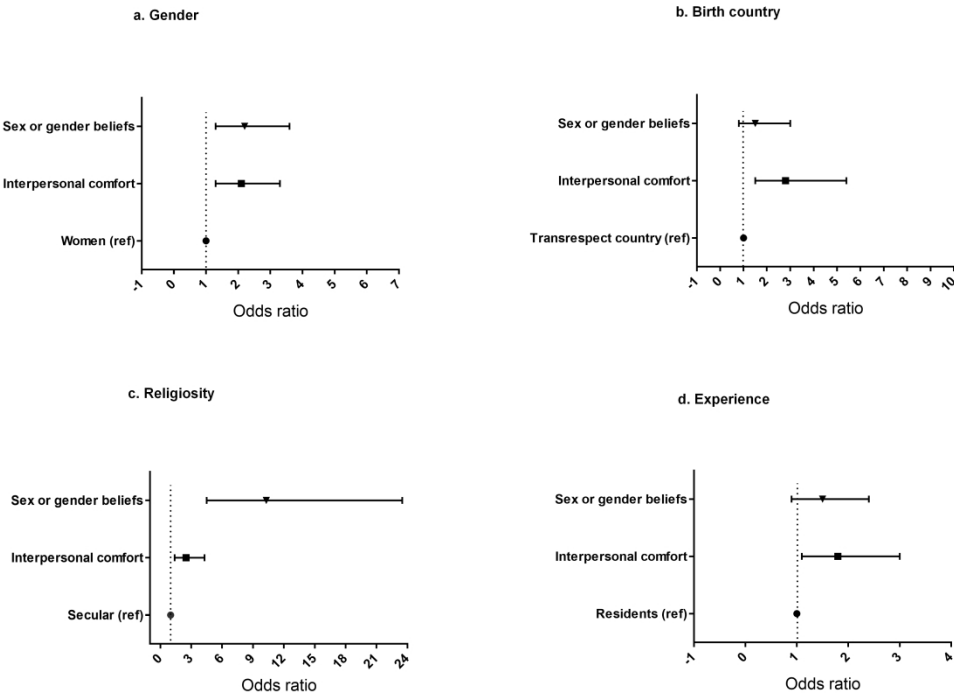 a. Gender
Sex or gender beliefs
Interpersonal comfort
Women (ref)
-1 0 1 2 3 4 5 6 7
Odds ratio
b. Birth country
Sex or gender beliefs
Interpersonal comfort
Transrespect country (ref)
-1 0 1 2 3 4 5 6 7 8 9 10
Odds ratio
c. Religiosity
Sex or gender beliefs
Interpersonal comfort
Secular (ref)
0 3 6 9 12 15 18 21 24
Odds ratio
d. Experience
Sex or gender beliefs
Interpersonal comfort
Residents (ref)
-1 0 1 2 3 4
Odds ratio